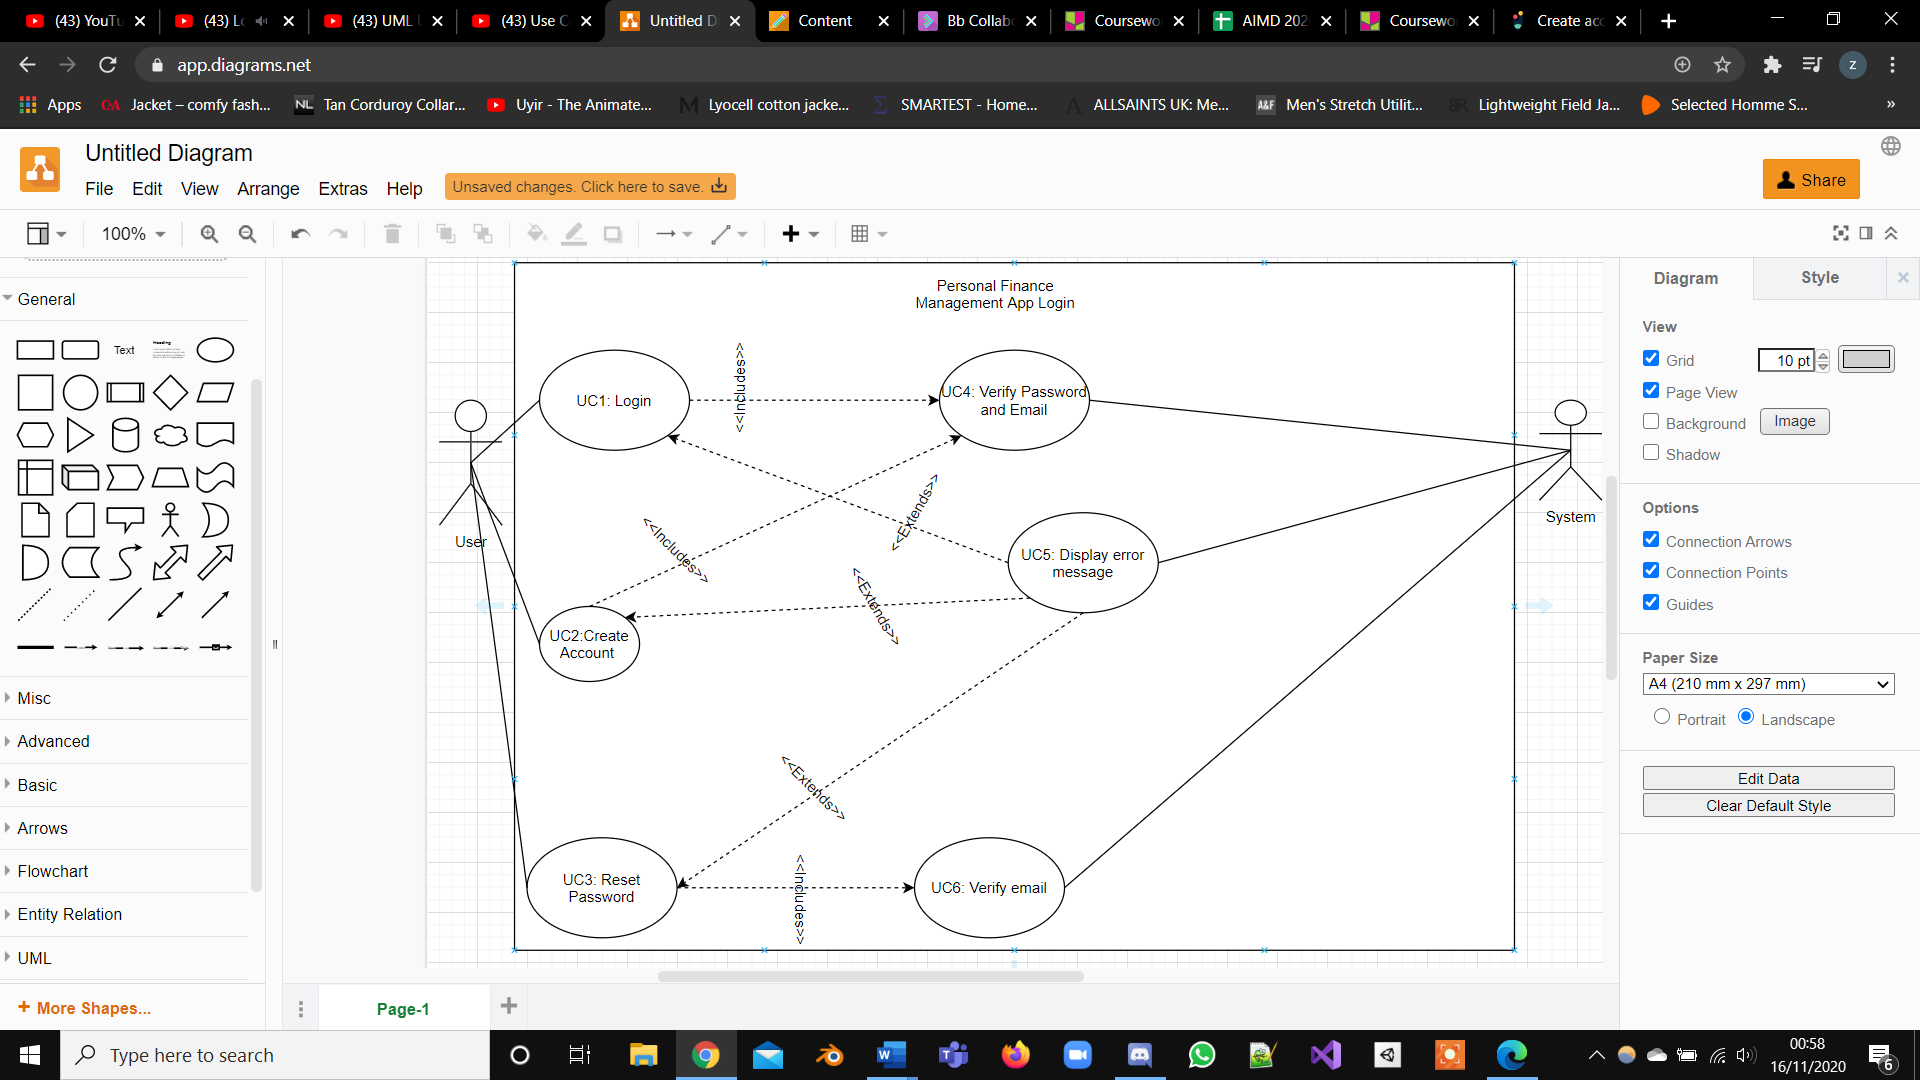 (43) YouTu
(43) Lo
(43) UML U
(43) Use C
Untitled D
Content
Bb Collab
Coursewo
AIMD 202
Coursewo
Create acc
app.diagrams.net
z
Apps
Jacket – comfy fash...
NL Tan Corduroy Collar...
Uyir - The Animate...
Lyocell cotton jacke...
SMARTEST - Home...
ALLSAINTS UK: Me...
A&F Men's Stretch Utilit...
Lightweight Field Ja...
Selected Homme S...
»
Untitled Diagram
File Edit View Arrange Extras Help
Unsaved changes. Click here to save.
Share
100%
General
Text
Heading
Misc
Advanced
Basic
Arrows
Flowchart
Entity Relation
UML
+ More Shapes...
Personal Finance
Management App Login
UC1: Login
<<Includes>>
UC4: Verify Password
and Email
User
System
<<Includes>>
<<Extends>>
UC5: Display error
message
<<Extends>>
UC2:Create
Account
<<Extends>>
UC3: Reset
Password
<<Includes>>
UC6: Verify email
Page-1
Diagram
Style
View
Grid
10 pt
Page View
Background
Image
Shadow
Options
Connection Arrows
Connection Points
Guides
Paper Size
A4 (210 mm x 297 mm)
Portrait
Landscape
Edit Data
Clear Default Style
Type here to search
00:58
16/11/2020
6